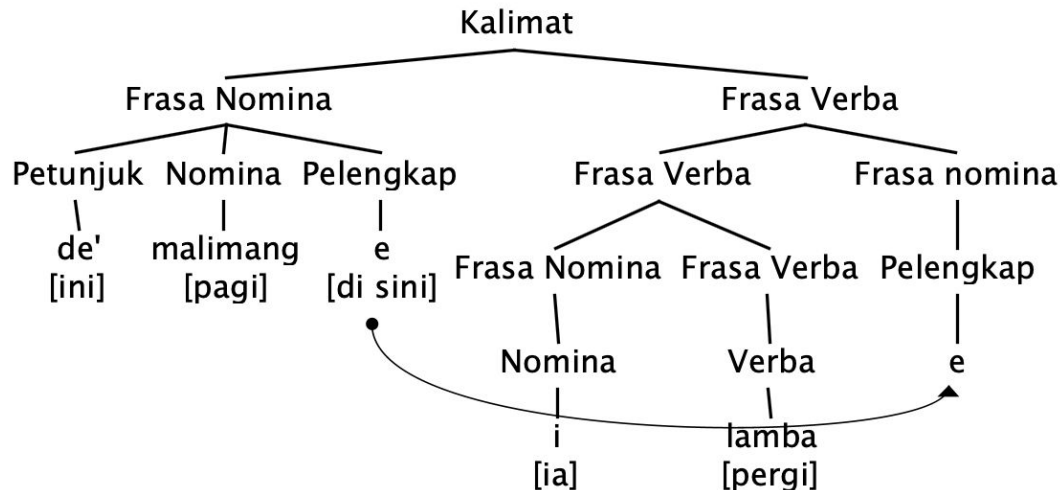 Kalimat
Frasa Nomina Frasa Verba
Petunjuk Nomina Pelengkap Frasa Verba Frasa nomina
de' malimang e Frasa Nomina Frasa Verba Pelengkap
[ini] [pagi] [di sini]
Nomina Verba e
i lamba
[ia] [pergi]